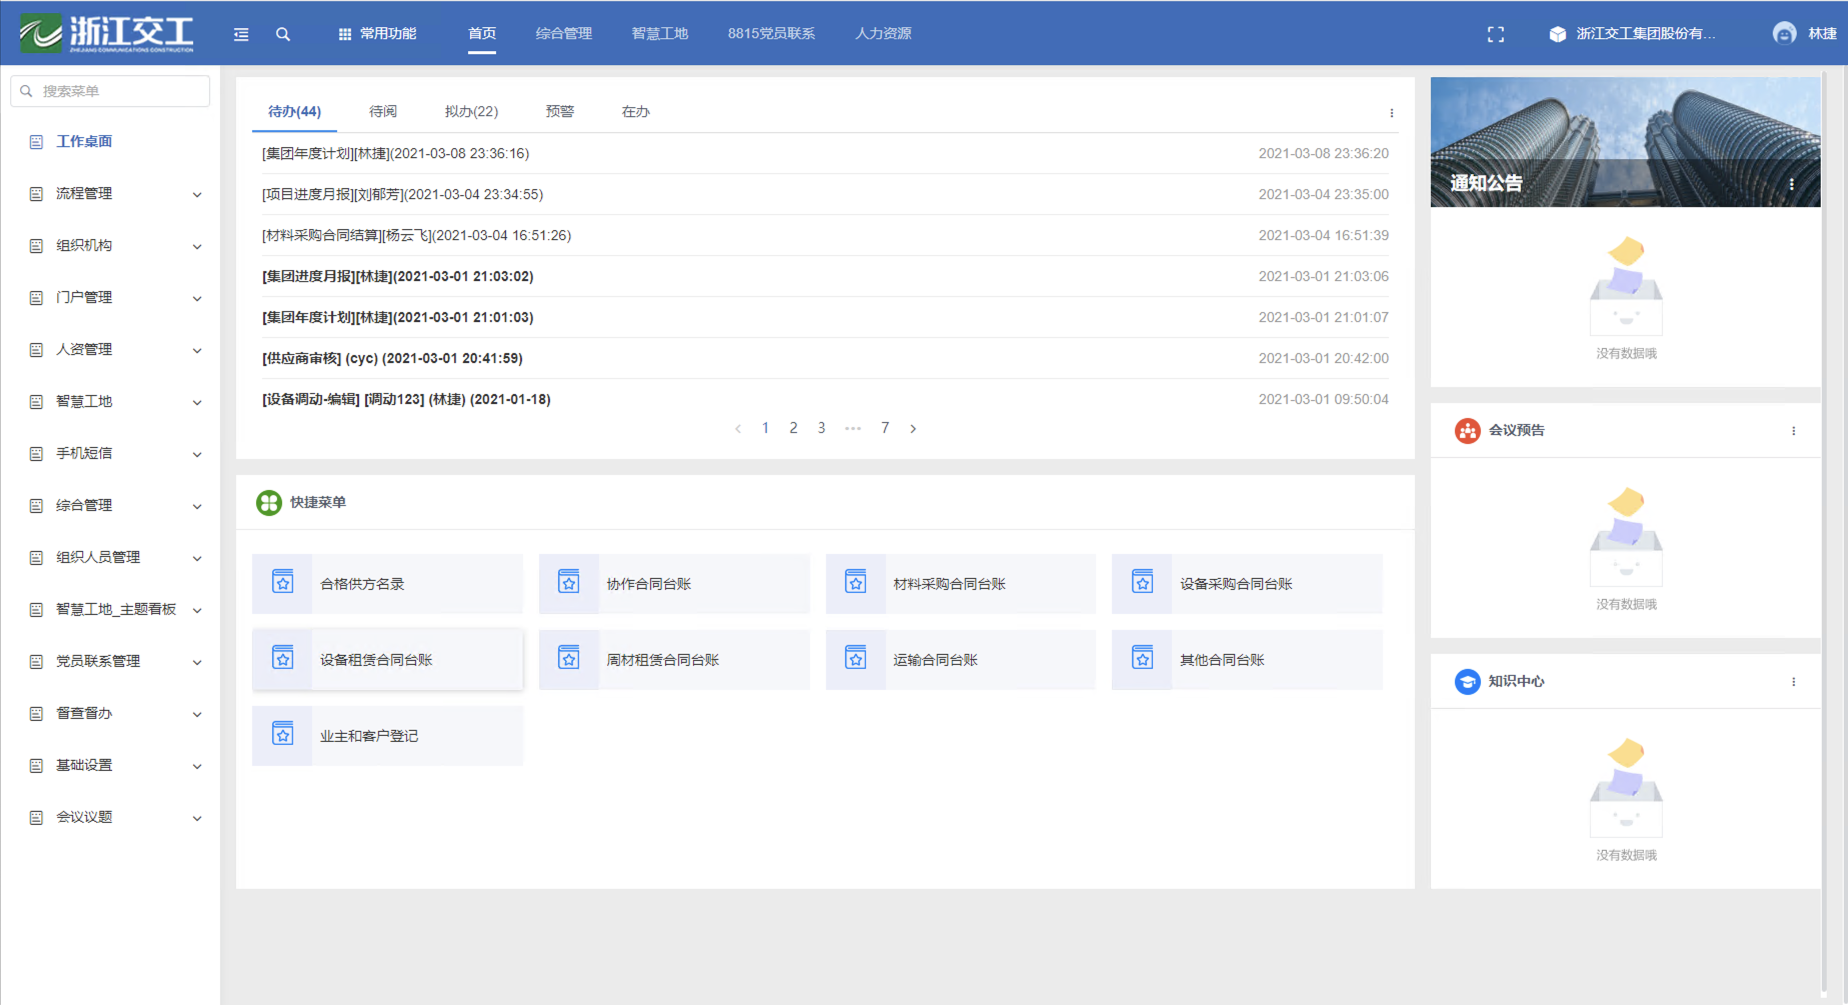 浙江交工
ZHEJIANG COMMUNICATIONS CONSTRUCTION
常用功能
首页
综合管理
智慧工地
8815党员联系
人力资源
浙江交工集团股份有...
林捷
搜索菜单
工作桌面
流程管理
组织机构
门户管理
人资管理
智慧工地
手机短信
综合管理
组织人员管理
智慧工地_主题看板
党员联系管理
督查督办
基础设置
会议议题
待办(44)
待阅
拟办(22)
预警
在办
[集团年度计划][林捷](2021-03-08 23:36:16) 2021-03-08 23:36:20
[项目进度月报][刘郁芳](2021-03-04 23:34:55) 2021-03-04 23:35:00
[材料采购合同结算][杨云飞](2021-03-04 16:51:26) 2021-03-04 16:51:39
[集团进度月报][林捷](2021-03-01 21:03:02) 2021-03-01 21:03:06
[集团年度计划][林捷](2021-03-01 21:01:03) 2021-03-01 21:01:07
[供应商审核] (cyc) (2021-03-01 20:41:59) 2021-03-01 20:42:00
[设备调动-编辑] [调动123] (林捷) (2021-01-18) 2021-03-01 09:50:04
1 2 3 ••• 7
快捷菜单
合格供方名录
协作合同台账
材料采购合同台账
设备采购合同台账
设备租赁合同台账
周材租赁合同台账
运输合同台账
其他合同台账
业主和客户登记
通知公告
没有数据哦
会议预告
没有数据哦
知识中心
没有数据哦